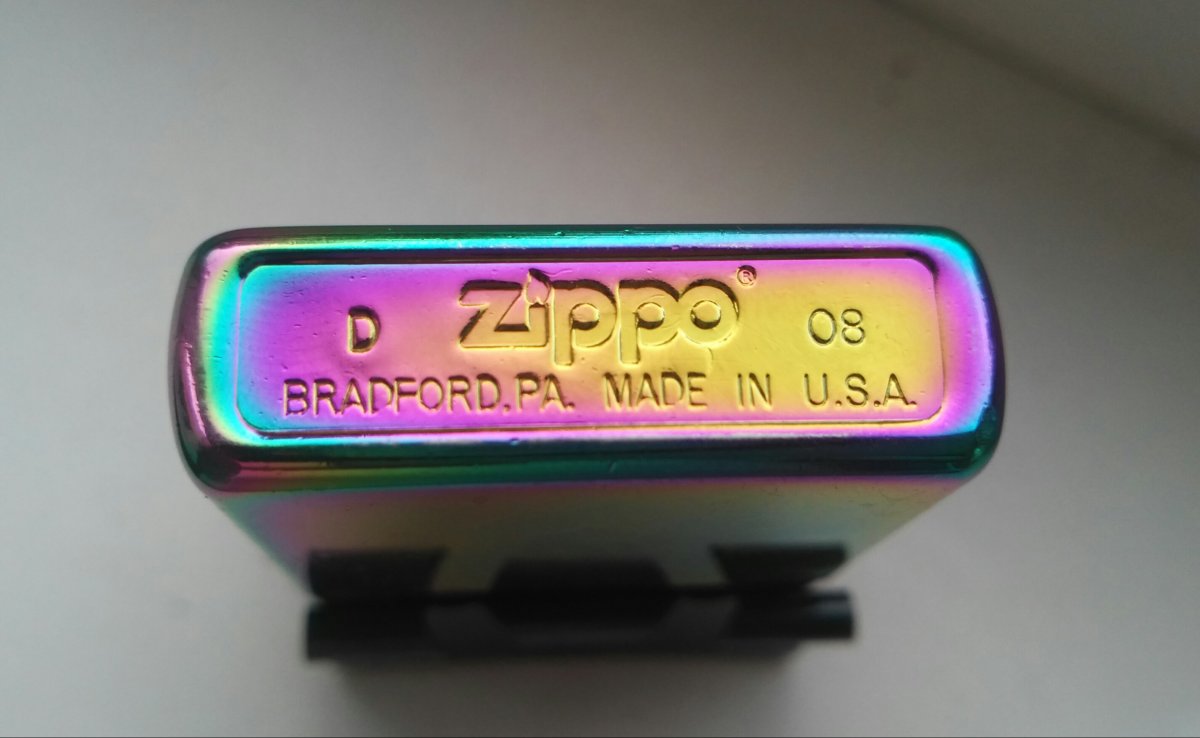 D Zippo® 08
BRADFORD, PA. MADE IN U.S.A.